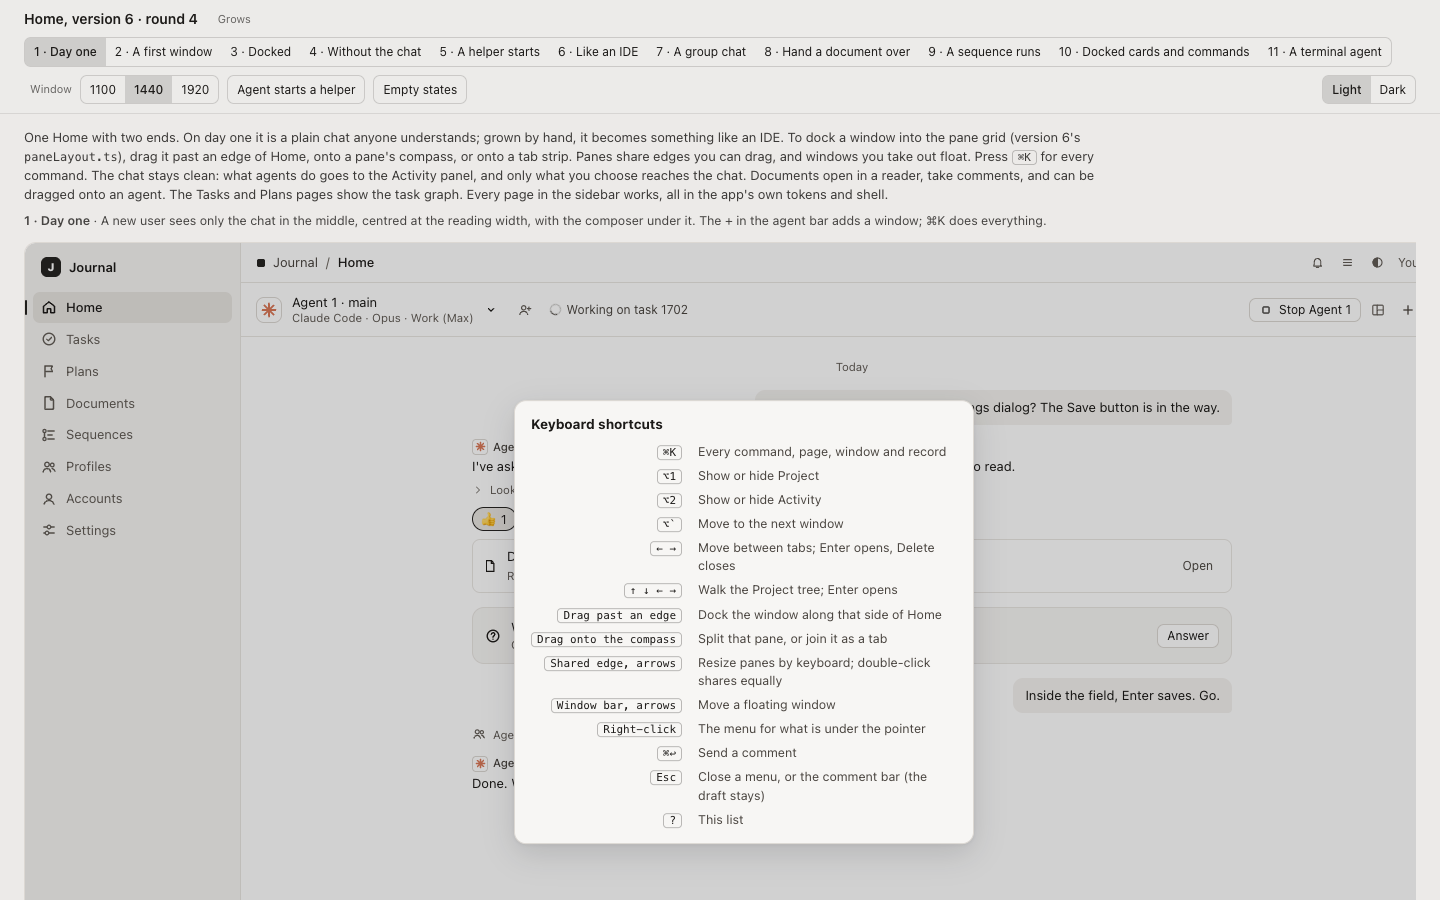 Home, version 6 · round 4 Grows
1 · Day one 2 · A first window 3 · Docked 4 · Without the chat 5 · A helper starts 6 · Like an IDE 7 · A group chat 8 · Hand a document over 9 · A sequence runs 10 · Docked cards and commands 11 · A terminal agent
Window 1100 1440 1920 Agent starts a helper Empty states Light Dark
One Home with two ends. On day one it is a plain chat anyone understands; grown by hand, it becomes something like an IDE. To dock a window into the pane grid (version 6's
paneLayout.ts), drag it past an edge of Home, onto a pane's compass, or onto a tab strip. Panes share edges you can drag, and windows you take out float. Press ⌘K for every
command. The chat stays clean: what agents do goes to the Activity panel, and only what you choose reaches the chat. Documents open in a reader, take comments, and can be
dragged onto an agent. The Tasks and Plans pages show the task graph. Every page in the sidebar works, all in the app's own tokens and shell.
1 · Day one · A new user sees only the chat in the middle, centred at the reading width, with the composer under it. The + in the agent bar adds a window; ⌘K does everything.
J Journal
Home
Tasks
Plans
Documents
Sequences
Profiles
Accounts
Settings
Journal / Home
Agent 1 · main
Claude Code · Opus · Work (Max)
Working on task 1702
Stop Agent 1
Today
dialog? The Save button is in the way.
I've
read.
👍 1
Open
Answer
Inside the field, Enter saves. Go.
Done.
Keyboard shortcuts
⌘K Every command, page, window and record
⌥1 Show or hide Project
⌥2 Show or hide Activity
⌥` Move to the next window
← → Move between tabs; Enter opens, Delete
closes
↑ ↓ ← → Walk the Project tree; Enter opens
Drag past an edge Dock the window along that side of Home
Drag onto the compass Split that pane, or join it as a tab
Shared edge, arrows Resize panes by keyboard; double-click
shares equally
Window bar, arrows Move a floating window
Right-click The menu for what is under the pointer
⌘↩ Send a comment
Esc Close a menu, or the comment bar (the
draft stays)
? This list